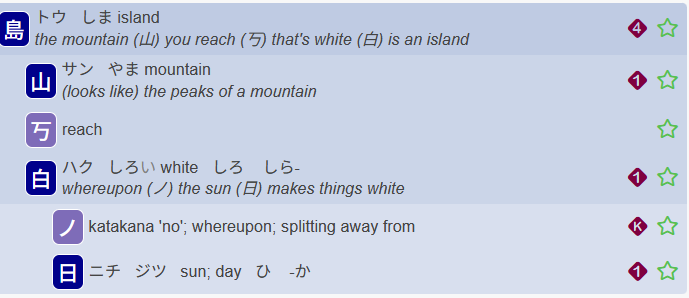 島 トウ しま island 4
the mountain (山) you reach (丂) that's white (白) is an island
山 サン やま mountain 1
(looks like) the peaks of a mountain
丂 reach
白 ハク しろい white しろ しら- 1
whereupon (ノ) the sun (日) makes things white
ノ katakana 'no'; whereupon; splitting away from K
日 ニチ ジツ sun; day ひ -か 1